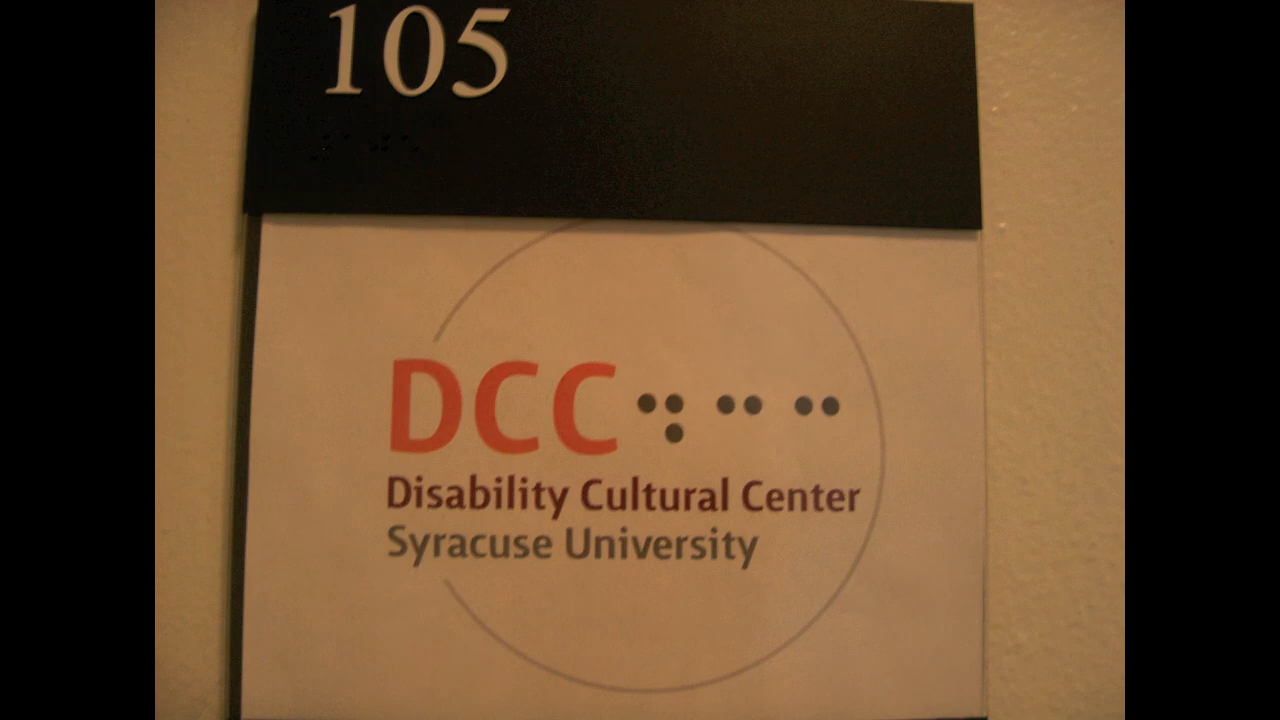 105
DCC ⠙ ⠉ ⠉
Disability Cultural Center
Syracuse University